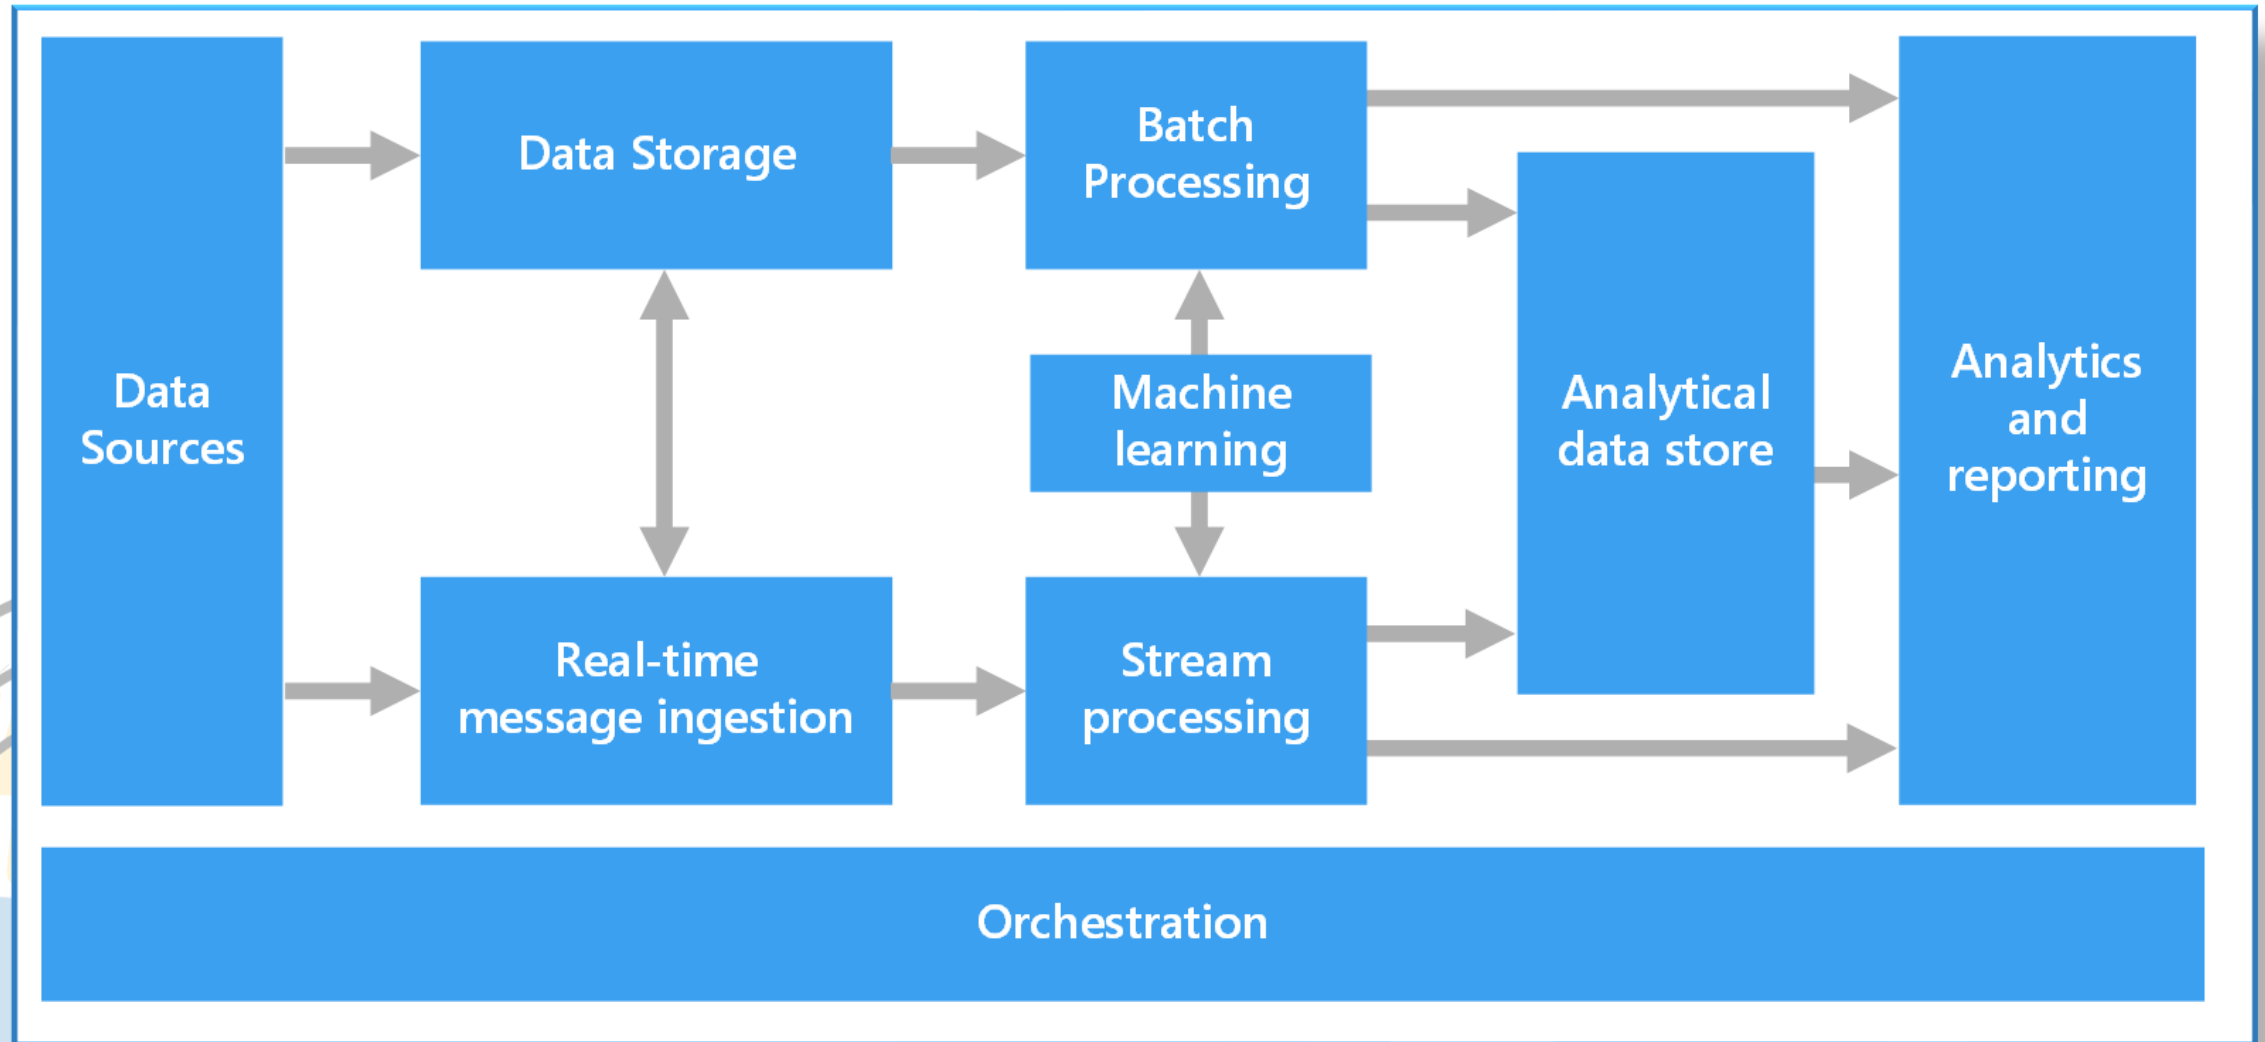 Data
Sources
Data Storage
Batch
Processing
Machine
learning
Real-time
message ingestion
Stream
processing
Analytical
data store
Analytics
and
reporting
Orchestration